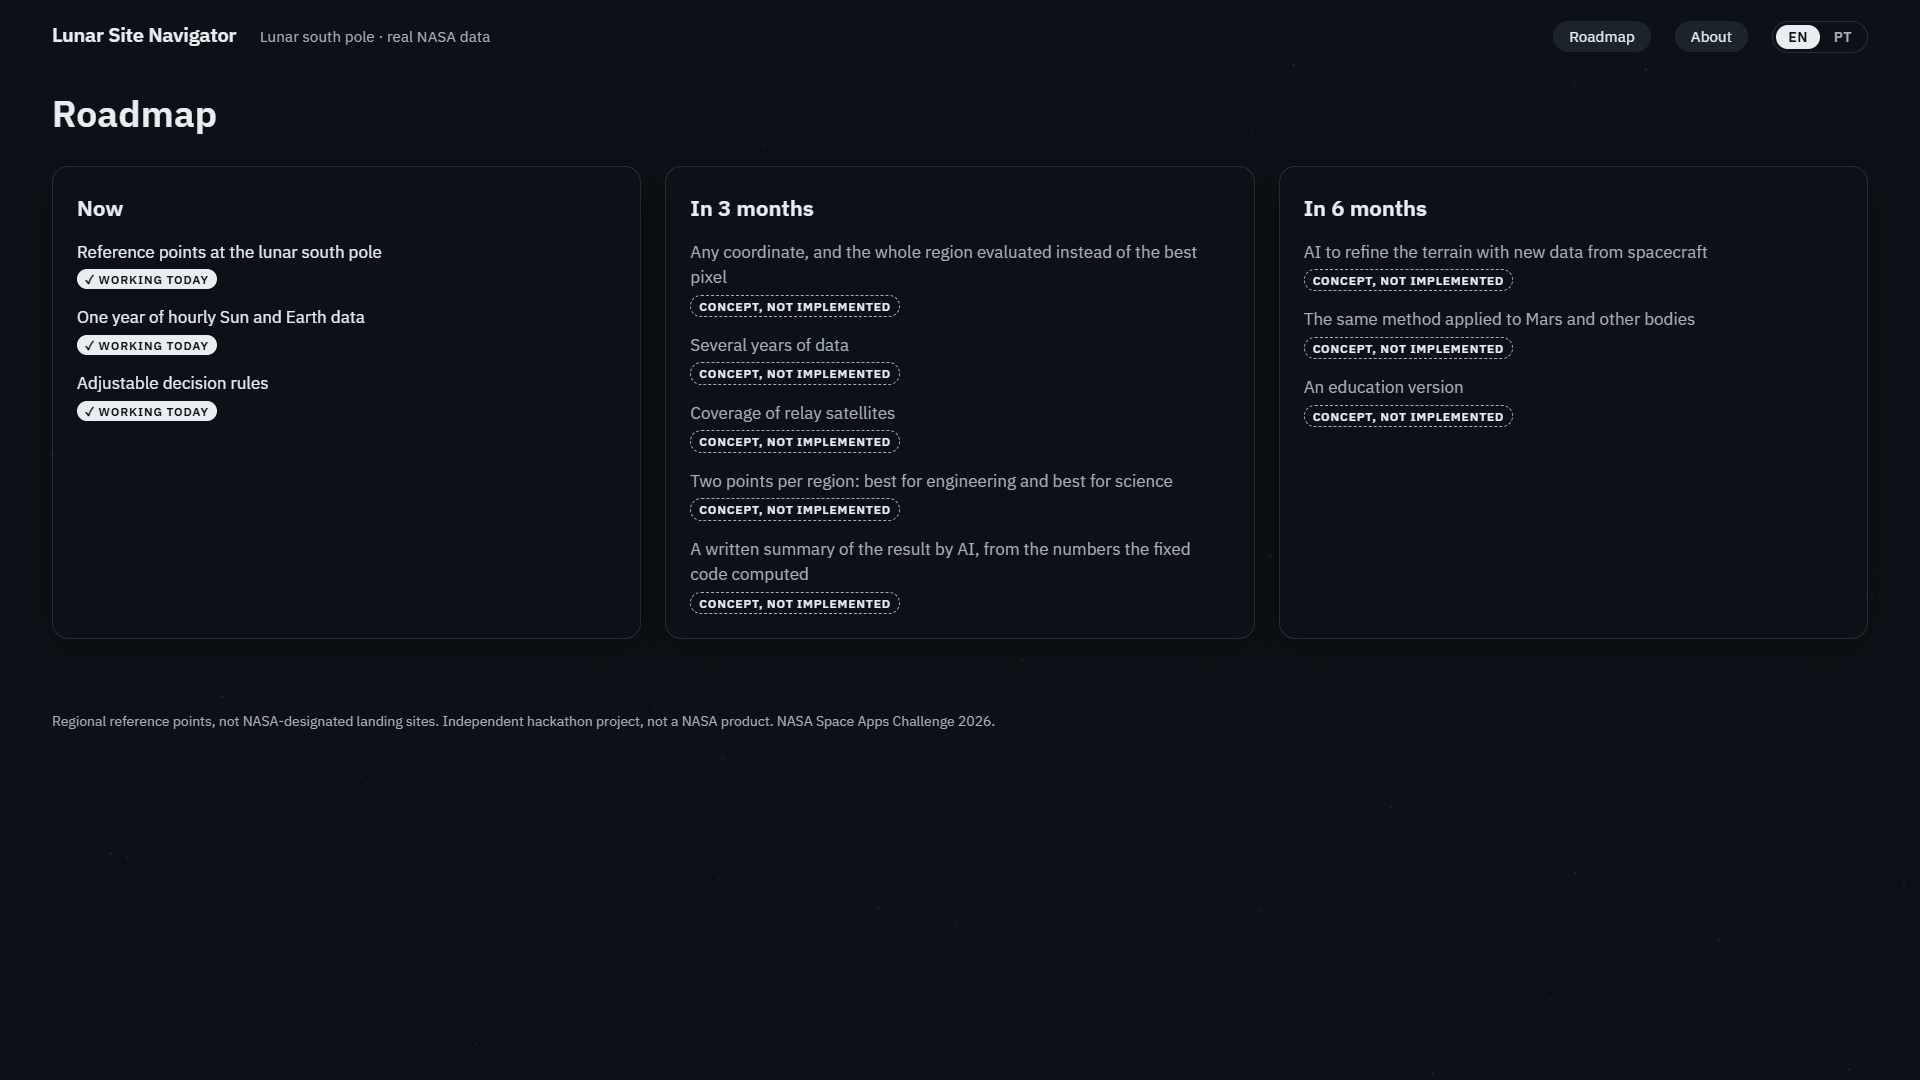 Lunar Site Navigator
Lunar south pole · real NASA data
Roadmap
About
EN
PT
Roadmap
Now
Reference points at the lunar south pole
✓ WORKING TODAY
One year of hourly Sun and Earth data
✓ WORKING TODAY
Adjustable decision rules
✓ WORKING TODAY
In 3 months
Any coordinate, and the whole region evaluated instead of the best
pixel
CONCEPT, NOT IMPLEMENTED
Several years of data
CONCEPT, NOT IMPLEMENTED
Coverage of relay satellites
CONCEPT, NOT IMPLEMENTED
Two points per region: best for engineering and best for science
CONCEPT, NOT IMPLEMENTED
A written summary of the result by AI, from the numbers the fixed
code computed
CONCEPT, NOT IMPLEMENTED
In 6 months
AI to refine the terrain with new data from spacecraft
CONCEPT, NOT IMPLEMENTED
The same method applied to Mars and other bodies
CONCEPT, NOT IMPLEMENTED
An education version
CONCEPT, NOT IMPLEMENTED
Regional reference points, not NASA-designated landing sites. Independent hackathon project, not a NASA product. NASA Space Apps Challenge 2026.